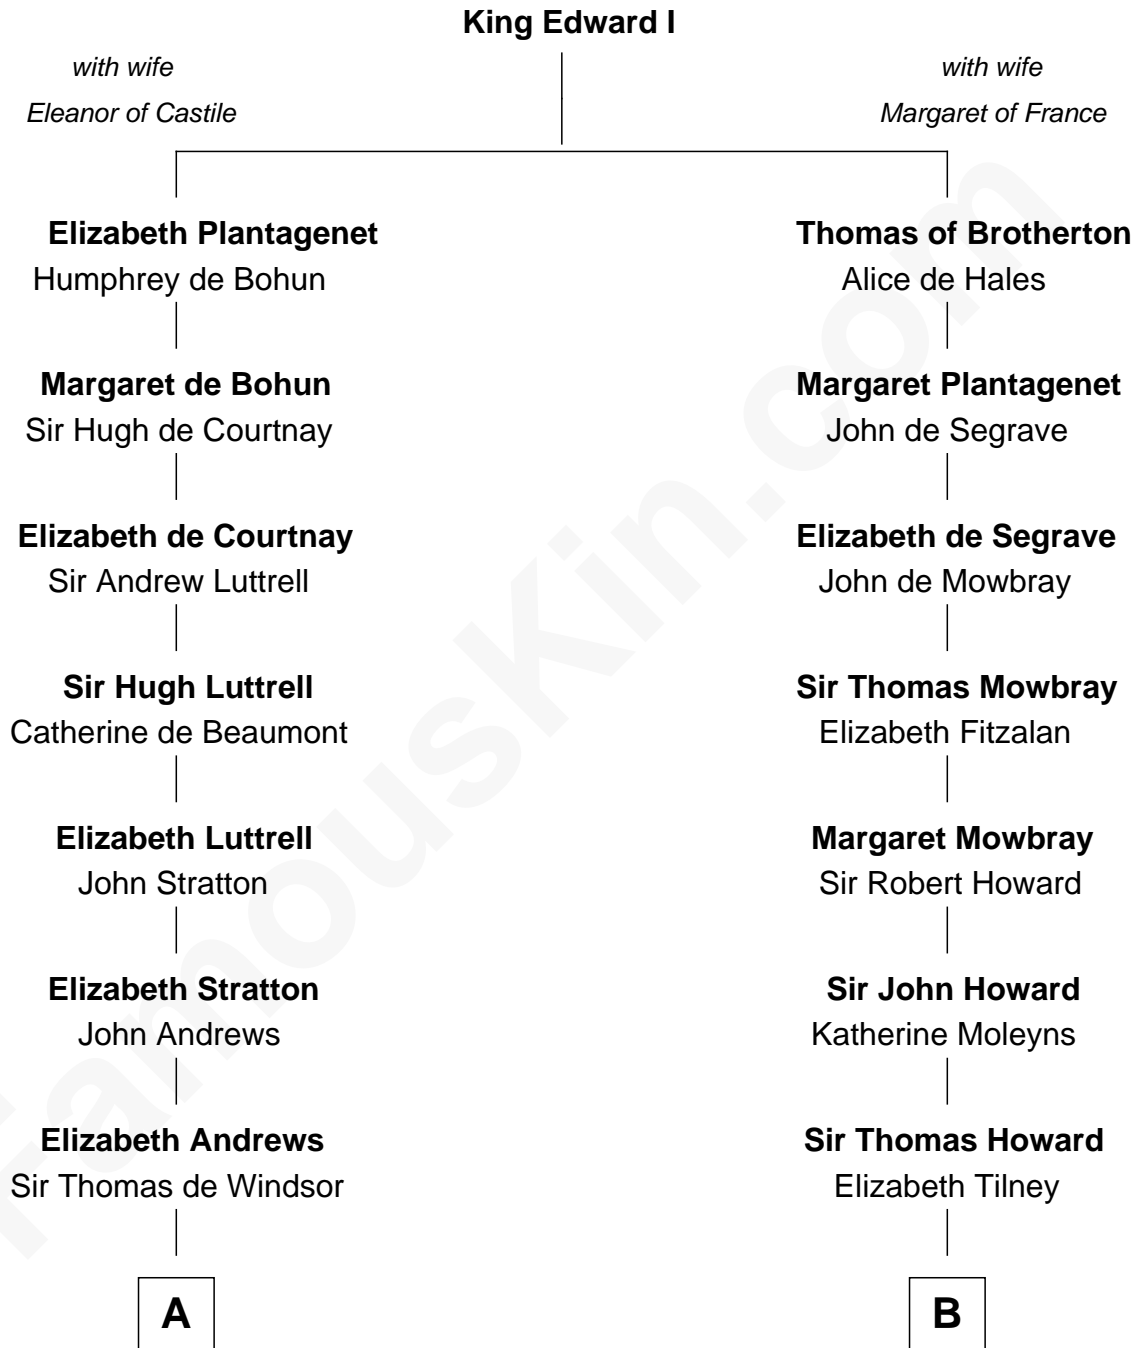 King Edward I
with wife
Eleanor of Castile
with wife
Margaret of France
Elizabeth Plantagenet
Humphrey de Bohun
Thomas of Brotherton
Alice de Hales
Margaret de Bohun
Sir Hugh de Courtnay
Margaret Plantagenet
John de Segrave
Elizabeth de Courtnay
Sir Andrew Luttrell
Elizabeth de Segrave
John de Mowbray
Sir Hugh Luttrell
Catherine de Beaumont
Sir Thomas Mowbray
Elizabeth Fitzalan
Elizabeth Luttrell
John Stratton
Margaret Mowbray
Sir Robert Howard
Elizabeth Stratton
John Andrews
Sir John Howard
Katherine Moleyns
Elizabeth Andrews
Sir Thomas de Windsor
Sir Thomas Howard
Elizabeth Tilney
A
B
FamousKin.com